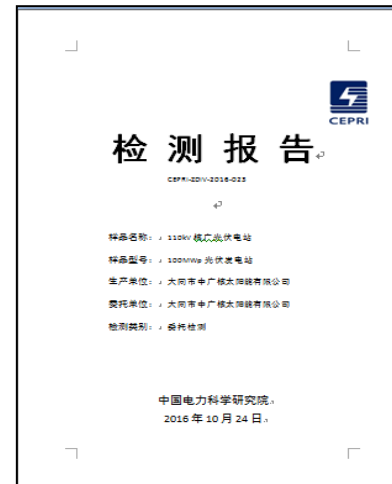 CEPRI
检测报告
CEPRI-EDIV-2016-023
样品名称：110kV 核广光伏电站
样品型号：100MWp 光伏发电站
生产单位：大同市中广核太阳能有限公司
委托单位：大同市中广核太阳能有限公司
检测类别：委托检测
中国电力科学研究院
2016 年 10 月 24 日